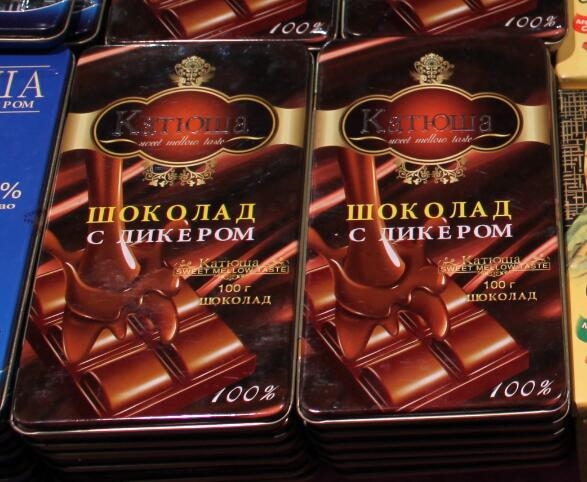 100%
100%
Катюша
sweet mellow taste
ШОКОЛАД
С ЛИКЕРОМ
Катюша
SWEET MELLOW TASTE
100 г
ШОКОЛАД
100%
Катюша
sweet mellow taste
ШОКОЛАД
С ЛИКЕРОМ
Катюша
SWEET MELLOW TASTE
100 г
ШОКОЛАД
100%
РОМ
%